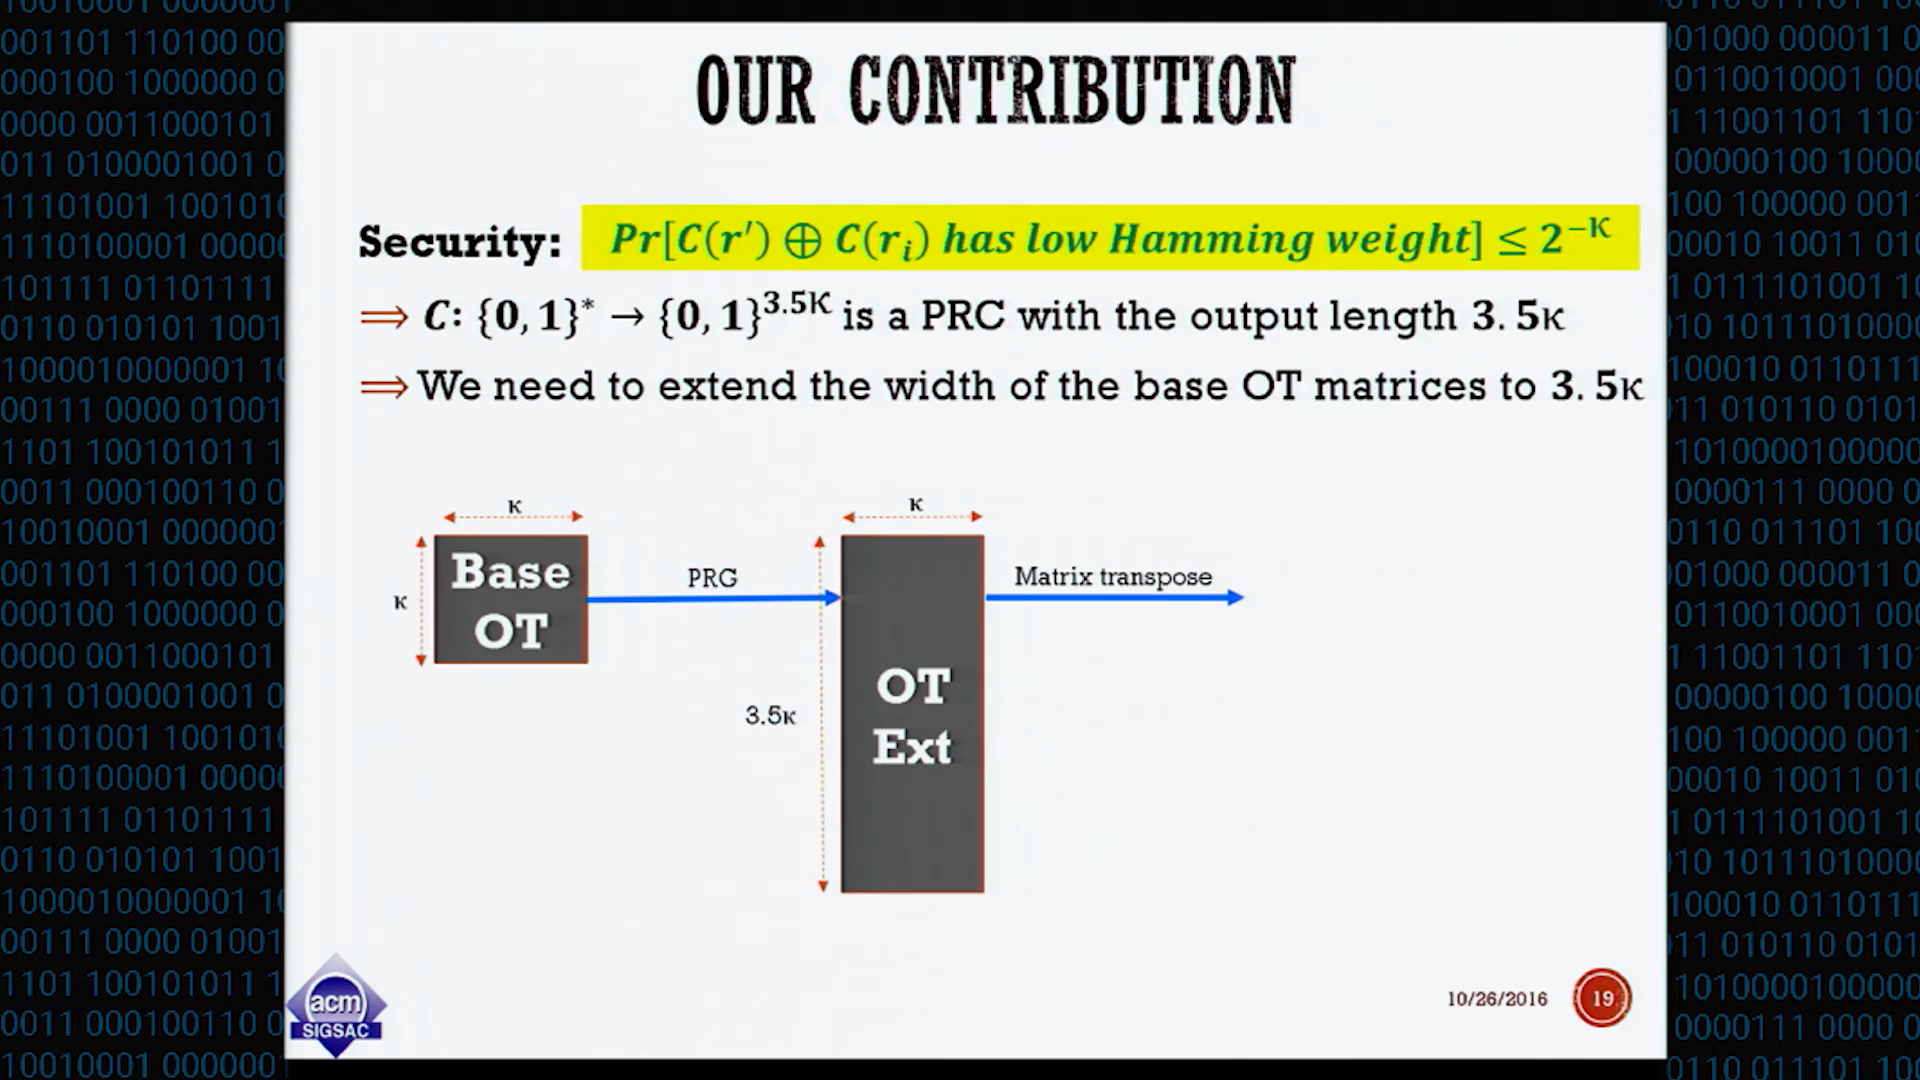 OUR CONTRIBUTION
Security: Pr[C(r′) ⊕ C(rᵢ) has low Hamming weight] ≤ 2⁻ᴷ
⟹ C: {0, 1}* → {0, 1}³·⁵ᴷ is a PRC with the output length 3.5κ
⟹ We need to extend the width of the base OT matrices to 3.5κ
κ
κ
Base
OT
κ
PRG
Matrix transpose
OT
Ext
3.5κ
acm
SIGSAC
10/26/2016
19